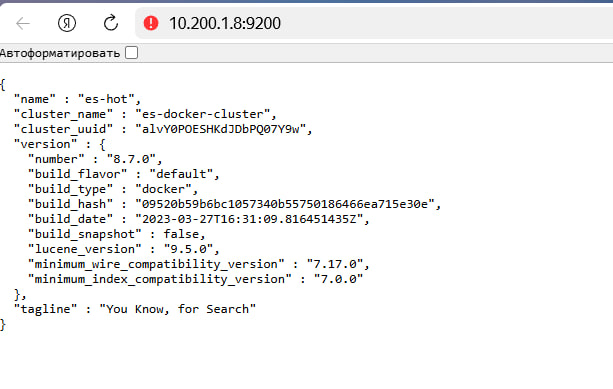 Я 10.200.1.8:9200
Автоформатировать
{
"name" : "es-hot",
"cluster_name" : "es-docker-cluster",
"cluster_uuid" : "alvY0POESHKdJDbPQ07Y9w",
"version" : {
"number" : "8.7.0",
"build_flavor" : "default",
"build_type" : "docker",
"build_hash" : "09520b59b6bc1057340b55750186466ea715e30e",
"build_date" : "2023-03-27T16:31:09.816451435Z",
"build_snapshot" : false,
"lucene_version" : "9.5.0",
"minimum_wire_compatibility_version" : "7.17.0",
"minimum_index_compatibility_version" : "7.0.0"
},
"tagline" : "You Know, for Search"
}